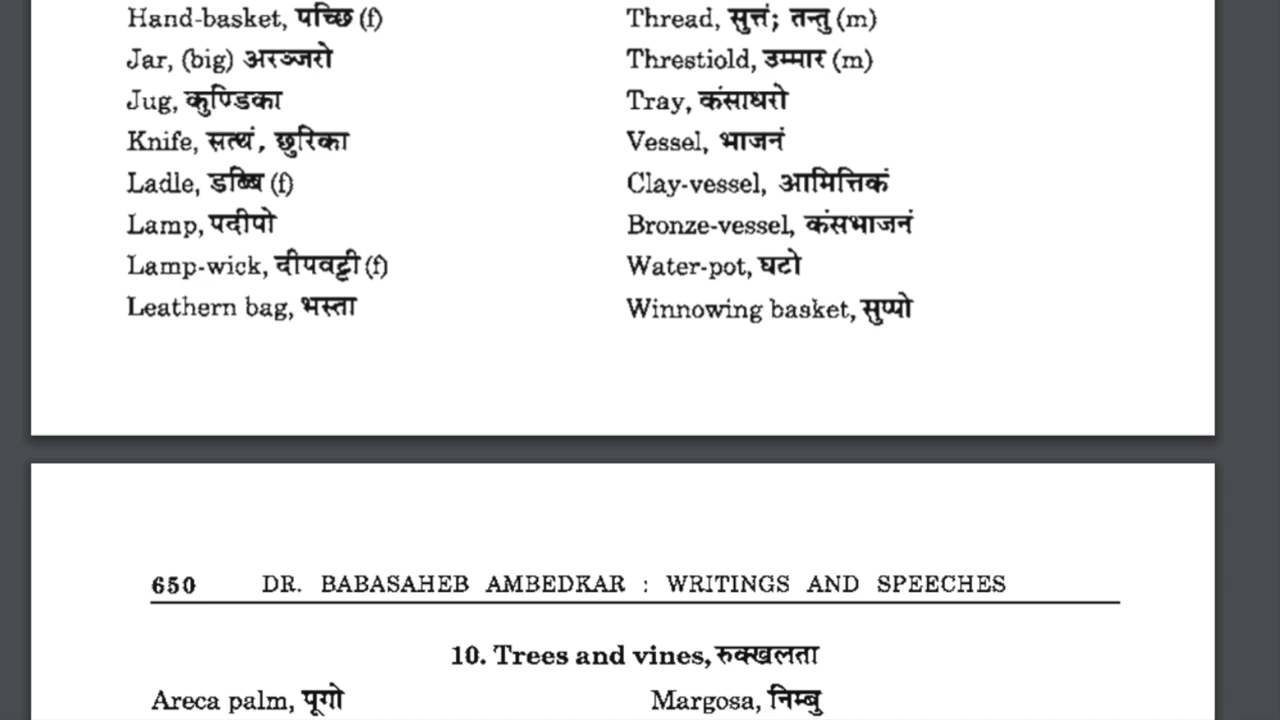 Hand-basket, पच्छि (f)
Jar, (big) अरञ्जरो
Jug, कुण्डिका
Knife, सत्थं, छुरिका
Ladle, डब्बि (f)
Lamp, पदीपो
Lamp-wick, दीपवट्टी (f)
Leathern bag, भस्ता
Thread, सुत्तं; तन्तु (m)
Threstiold, उम्मार (m)
Tray, कंसाधरो
Vessel, भाजनं
Clay-vessel, आमित्तिकं
Bronze-vessel, कंसभाजनं
Water-pot, घटो
Winnowing basket, सुप्पो
650 DR. BABASAHEB AMBEDKAR : WRITINGS AND SPEECHES
10. Trees and vines, रुक्खलता
Areca palm, पूगो
Margosa, निम्बु